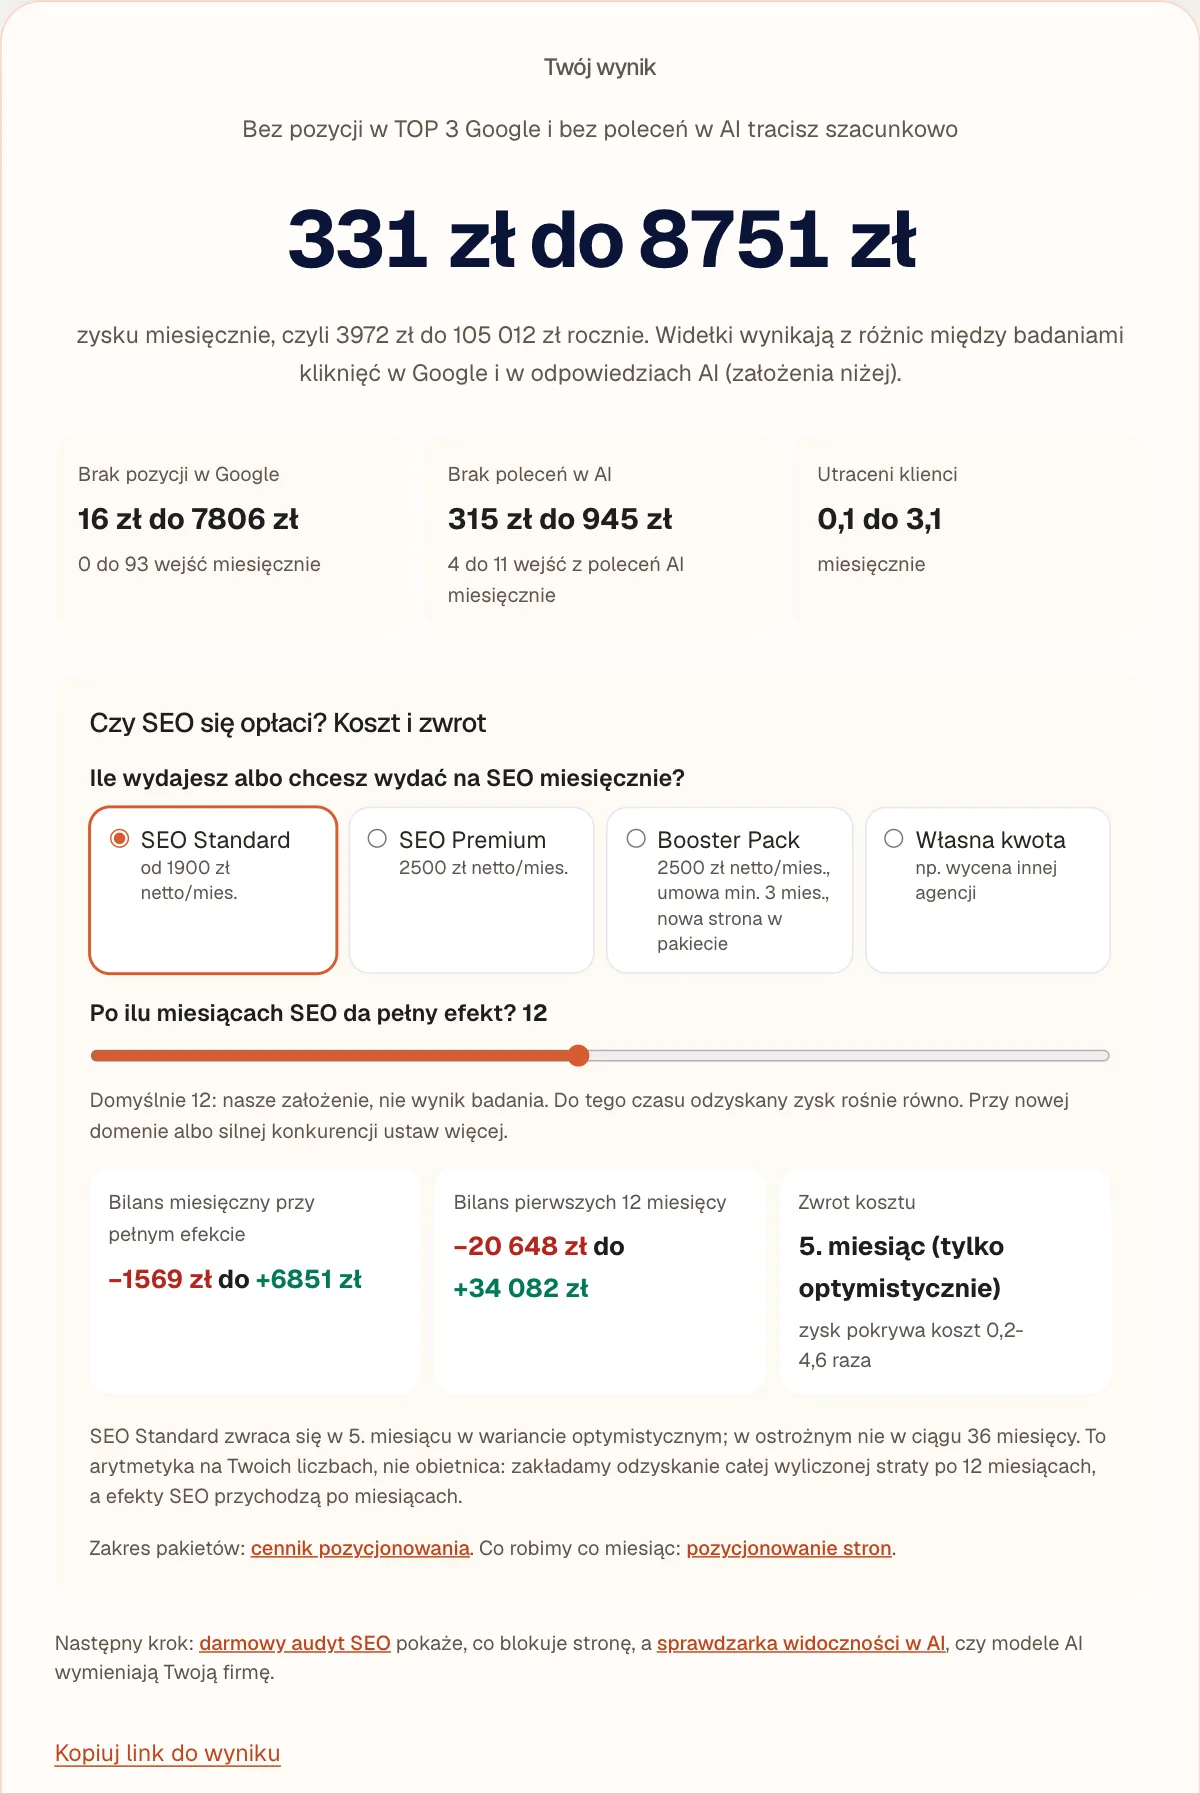 Twój wynik
Bez pozycji w TOP 3 Google i bez poleceń w AI tracisz szacunkowo
331 zł do 8751 zł
zysku miesięcznie, czyli 3972 zł do 105 012 zł rocznie. Widełki wynikają z różnic między badaniami
kliknięć w Google i w odpowiedziach AI (założenia niżej).
Brak pozycji w Google
16 zł do 7806 zł
0 do 93 wejść miesięcznie
Brak poleceń w AI
315 zł do 945 zł
4 do 11 wejść z poleceń AI
miesięcznie
Utraceni klienci
0,1 do 3,1
miesięcznie
Czy SEO się opłaci? Koszt i zwrot
Ile wydajesz albo chcesz wydać na SEO miesięcznie?
SEO Standard
od 1900 zł
netto/mies.
SEO Premium
2500 zł netto/mies.
Booster Pack
2500 zł netto/mies.,
umowa min. 3 mies.,
nowa strona w
pakiecie
Własna kwota
np. wycena innej
agencji
Po ilu miesiącach SEO da pełny efekt? 12
Domyślnie 12: nasze założenie, nie wynik badania. Do tego czasu odzyskany zysk rośnie równo. Przy nowej
domenie albo silnej konkurencji ustaw więcej.
Bilans miesięczny przy
pełnym efekcie
−1569 zł do +6851 zł
Bilans pierwszych 12 miesięcy
−20 648 zł do
+34 082 zł
Zwrot kosztu
5. miesiąc (tylko
optymistycznie)
zysk pokrywa koszt 0,2-
4,6 raza
SEO Standard zwraca się w 5. miesiącu w wariancie optymistycznym; w ostrożnym nie w ciągu 36 miesięcy. To
arytmetyka na Twoich liczbach, nie obietnica: zakładamy odzyskanie całej wyliczonej straty po 12 miesiącach,
a efekty SEO przychodzą po miesiącach.
Zakres pakietów: cennik pozycjonowania. Co robimy co miesiąc: pozycjonowanie stron.
Następny krok: darmowy audyt SEO pokaże, co blokuje stronę, a sprawdzarka widoczności w AI, czy modele AI
wymieniają Twoją firmę.
Kopiuj link do wyniku